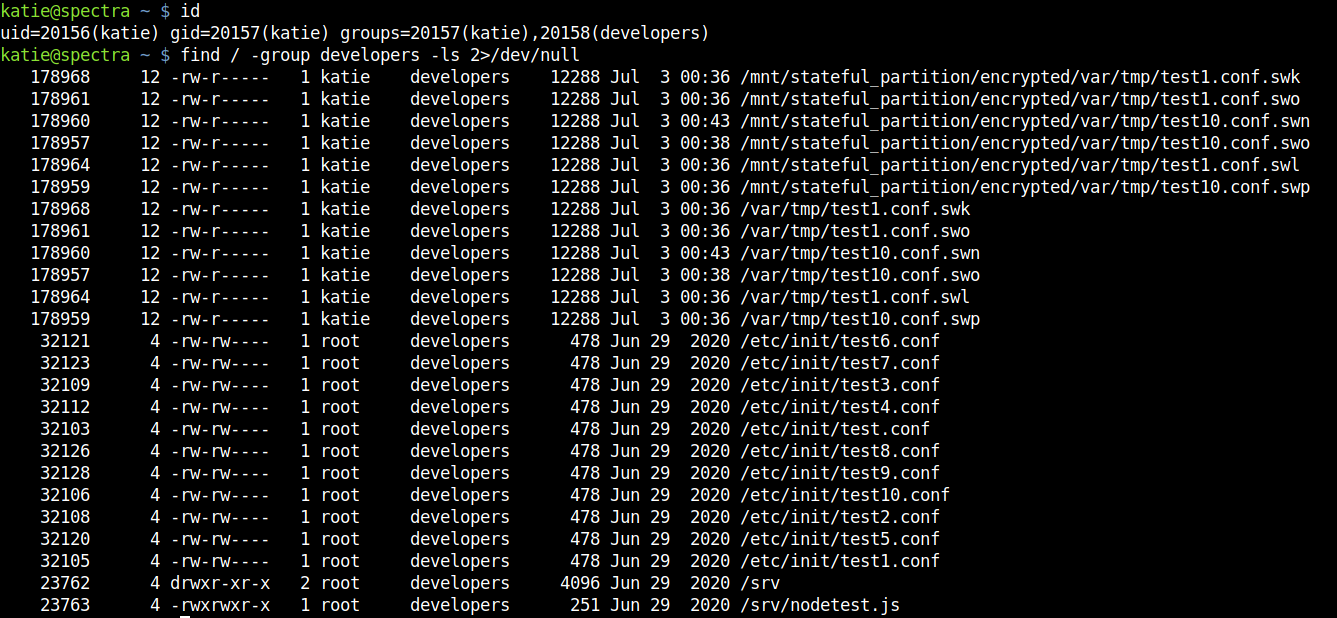 katie@spectra ~ $ id
uid=20156(katie) gid=20157(katie) groups=20157(katie),20158(developers)
katie@spectra ~ $ find / -group developers -ls 2>/dev/null
   178968     12 -rw-r-----   1 katie    developers    12288 Jul  3 00:36 /mnt/stateful_partition/encrypted/var/tmp/test1.conf.swk
   178961     12 -rw-r-----   1 katie    developers    12288 Jul  3 00:36 /mnt/stateful_partition/encrypted/var/tmp/test1.conf.swo
   178960     12 -rw-r-----   1 katie    developers    12288 Jul  3 00:43 /mnt/stateful_partition/encrypted/var/tmp/test10.conf.swn
   178957     12 -rw-r-----   1 katie    developers    12288 Jul  3 00:38 /mnt/stateful_partition/encrypted/var/tmp/test10.conf.swo
   178964     12 -rw-r-----   1 katie    developers    12288 Jul  3 00:36 /mnt/stateful_partition/encrypted/var/tmp/test1.conf.swl
   178959     12 -rw-r-----   1 katie    developers    12288 Jul  3 00:36 /mnt/stateful_partition/encrypted/var/tmp/test10.conf.swp
   178968     12 -rw-r-----   1 katie    developers    12288 Jul  3 00:36 /var/tmp/test1.conf.swk
   178961     12 -rw-r-----   1 katie    developers    12288 Jul  3 00:36 /var/tmp/test1.conf.swo
   178960     12 -rw-r-----   1 katie    developers    12288 Jul  3 00:43 /var/tmp/test10.conf.swn
   178957     12 -rw-r-----   1 katie    developers    12288 Jul  3 00:38 /var/tmp/test10.conf.swo
   178964     12 -rw-r-----   1 katie    developers    12288 Jul  3 00:36 /var/tmp/test1.conf.swl
   178959     12 -rw-r-----   1 katie    developers    12288 Jul  3 00:36 /var/tmp/test10.conf.swp
    32121      4 -rw-rw----   1 root     developers      478 Jun 29  2020 /etc/init/test6.conf
    32123      4 -rw-rw----   1 root     developers      478 Jun 29  2020 /etc/init/test7.conf
    32109      4 -rw-rw----   1 root     developers      478 Jun 29  2020 /etc/init/test3.conf
    32112      4 -rw-rw----   1 root     developers      478 Jun 29  2020 /etc/init/test4.conf
    32103      4 -rw-rw----   1 root     developers      478 Jun 29  2020 /etc/init/test.conf
    32126      4 -rw-rw----   1 root     developers      478 Jun 29  2020 /etc/init/test8.conf
    32128      4 -rw-rw----   1 root     developers      478 Jun 29  2020 /etc/init/test9.conf
    32106      4 -rw-rw----   1 root     developers      478 Jun 29  2020 /etc/init/test10.conf
    32108      4 -rw-rw----   1 root     developers      478 Jun 29  2020 /etc/init/test2.conf
    32120      4 -rw-rw----   1 root     developers      478 Jun 29  2020 /etc/init/test5.conf
    32105      4 -rw-rw----   1 root     developers      478 Jun 29  2020 /etc/init/test1.conf
    23762      4 drwxr-xr-x   2 root     developers     4096 Jun 29  2020 /srv
    23763      4 -rwxrwxr-x   1 root     developers      251 Jun 29  2020 /srv/nodetest.js